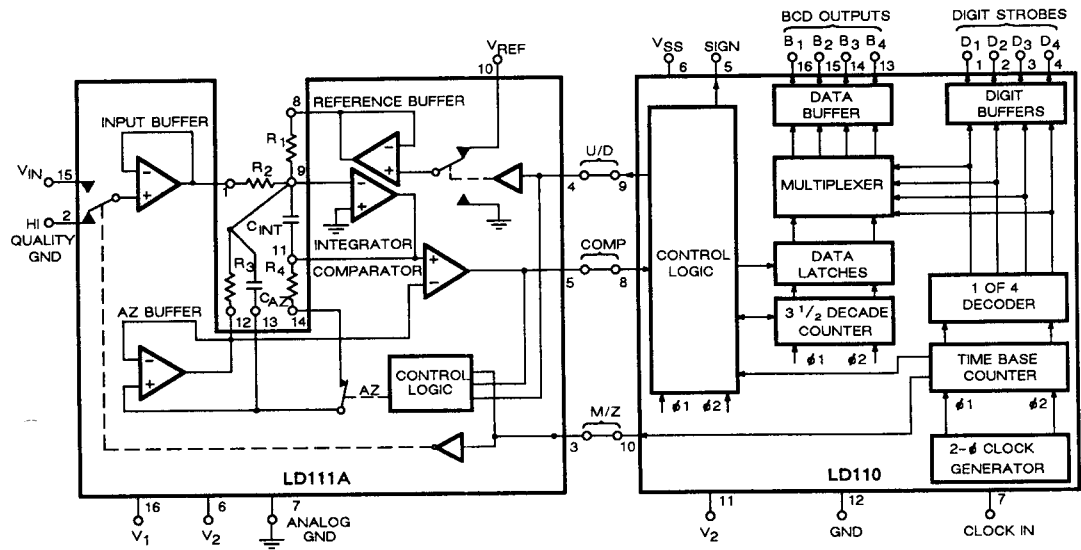 BCD OUTPUTS
DIGIT STROBES
VREF
10
VSS
6
SIGN
5
B1 B2 B3 B4
16 15 14 13
D1 D2 D3 D4
1 2 3 4
INPUT BUFFER
8
REFERENCE BUFFER
DATA BUFFER
DIGIT BUFFERS
R1
VIN
15
R2
9
U/D
4
9
MULTIPLEXER
HI QUALITY GND
2
1
CINT
INTEGRATOR
11
COMPARATOR
COMP
5
8
CONTROL LOGIC
DATA LATCHES
R3
R4
CAZ
1 OF 4 DECODER
AZ BUFFER
12
13
14
3 1/2 DECADE COUNTER
ϕ1
ϕ2
TIME BASE COUNTER
AZ
CONTROL LOGIC
ϕ1 ϕ2
ϕ1
ϕ2
M/Z
3
10
2-ϕ CLOCK GENERATOR
LD111A
LD110
16
V1
6
V2
7
ANALOG GND
11
V2
12
GND
7
CLOCK IN